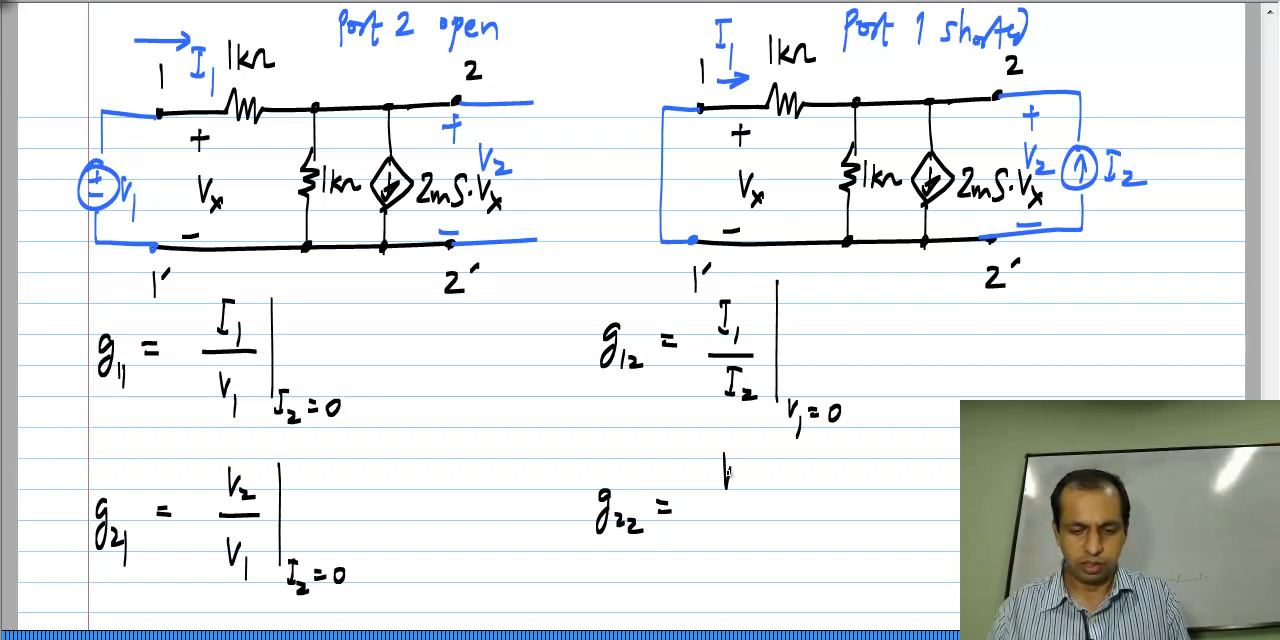 Port 2 open
I1
1kΩ
1
2
+
+
V1
Vx
1kΩ
2mS·Vx
V2
-
-
1′
2′
Port 1 shorted
I1
1kΩ
1
2
+
+
Vx
1kΩ
2mS·Vx
V2
I2
-
-
1′
2′
g11 = I1/V1 | I2=0
g12 = I1/I2 | V1=0
g21 = V2/V1 | I2=0
g22 =